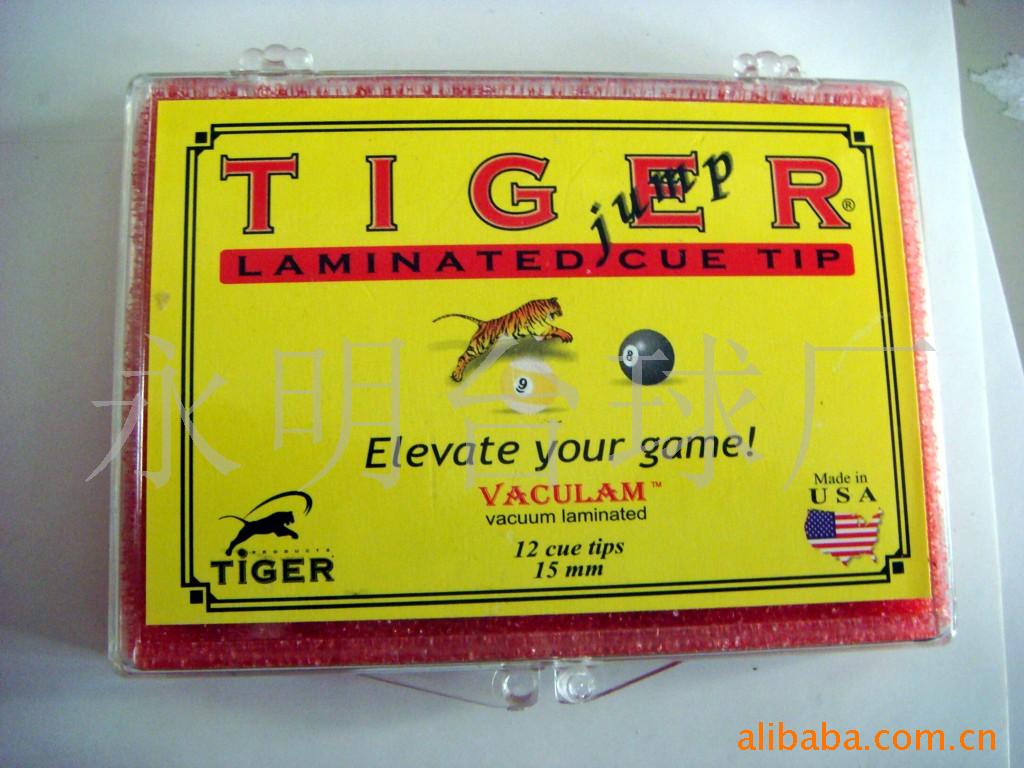 TIGER®
jump
LAMINATED CUE TIP
8
9
永明台球厂
Elevate your game!
VACULAM™
vacuum laminated
12 cue tips
15 mm
Made in
USA
PRODUCTS
TIGER
alibaba.com.cn